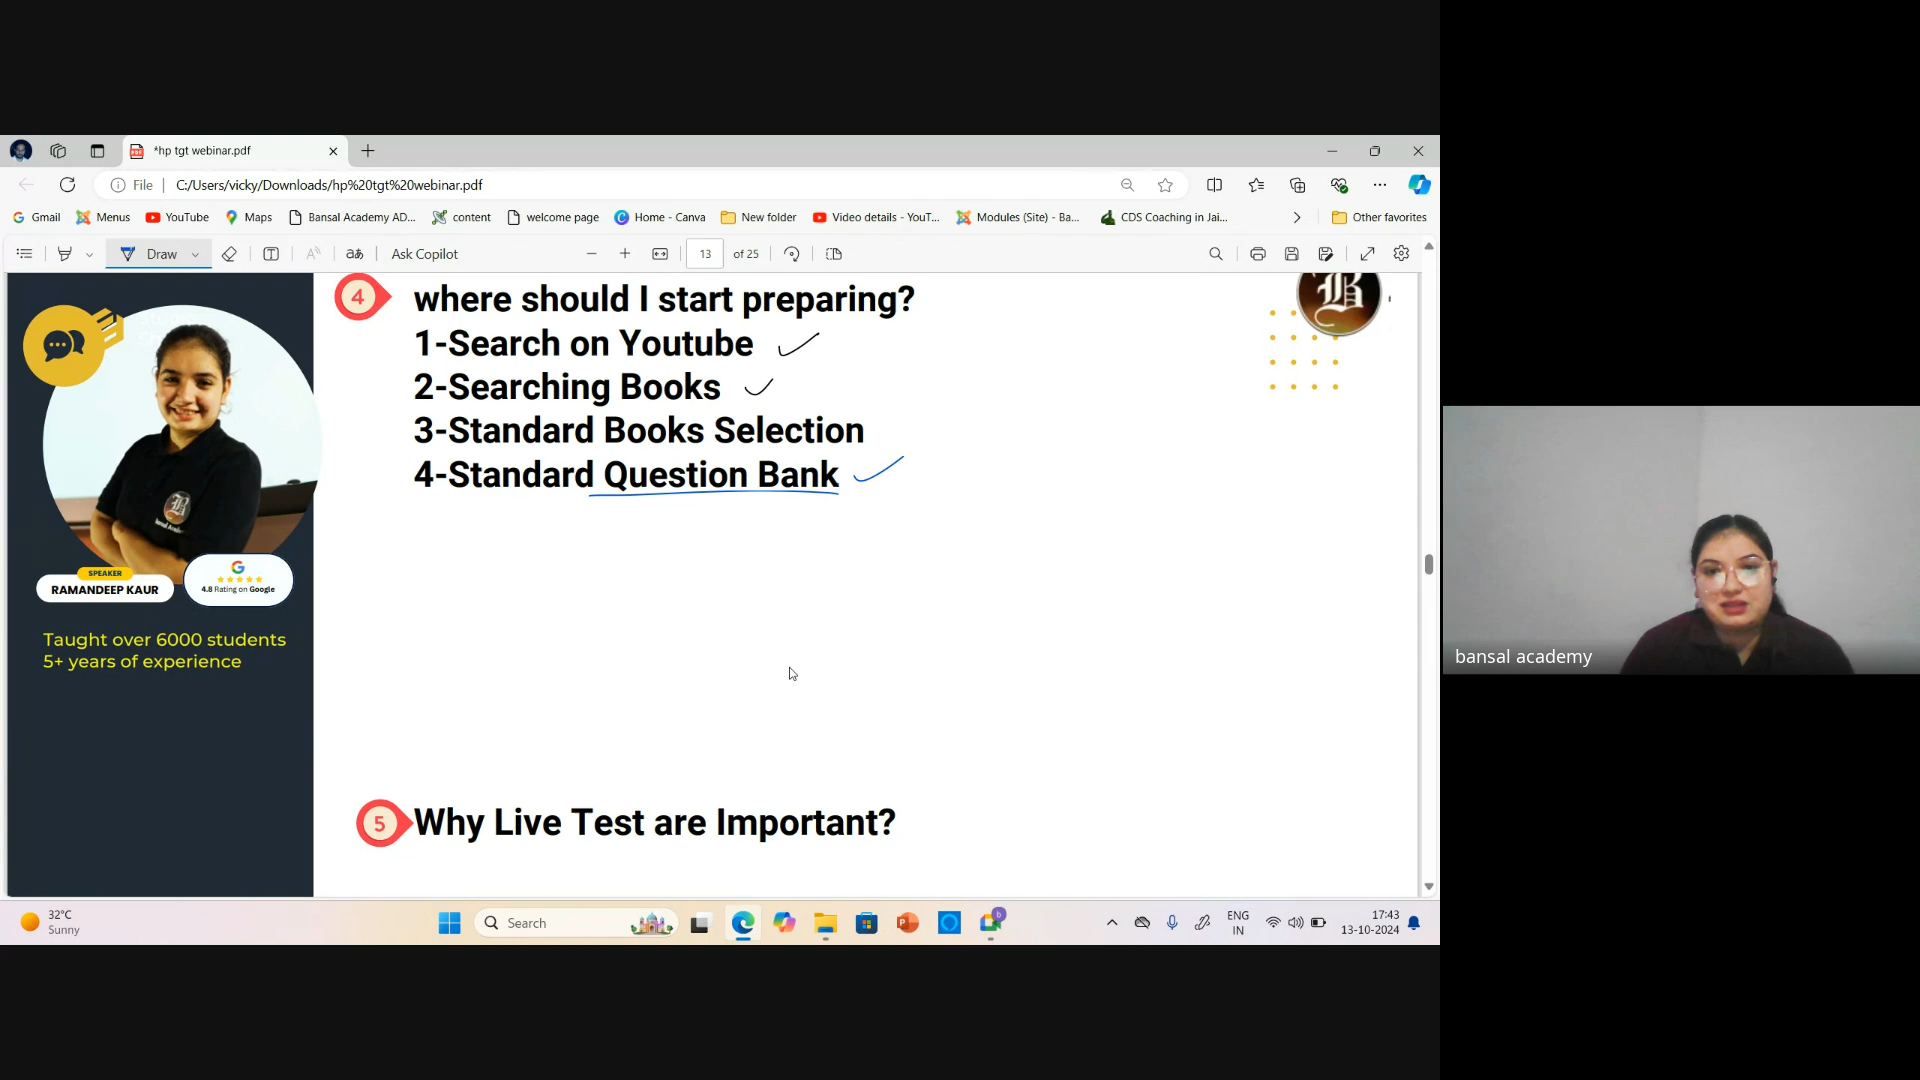 *hp tgt webinar.pdf
File C:/Users/vicky/Downloads/hp%20tgt%20webinar.pdf
Gmail Menus YouTube Maps Bansal Academy AD... content welcome page Home - Canva New folder Video details - YouT... Modules (Site) - Ba... CDS Coaching in Jai... Other favorites
Draw aあ Ask Copilot 13 of 25
4 where should I start preparing?
1-Search on Youtube
2-Searching Books
3-Standard Books Selection
4-Standard Question Bank
SPEAKER
RAMANDEEP KAUR
4.8 Rating on Google
Taught over 6000 students
5+ years of experience
bansal academy
5 Why Live Test are Important?
32°C
Sunny
Search
ENG
IN
17:43
13-10-2024